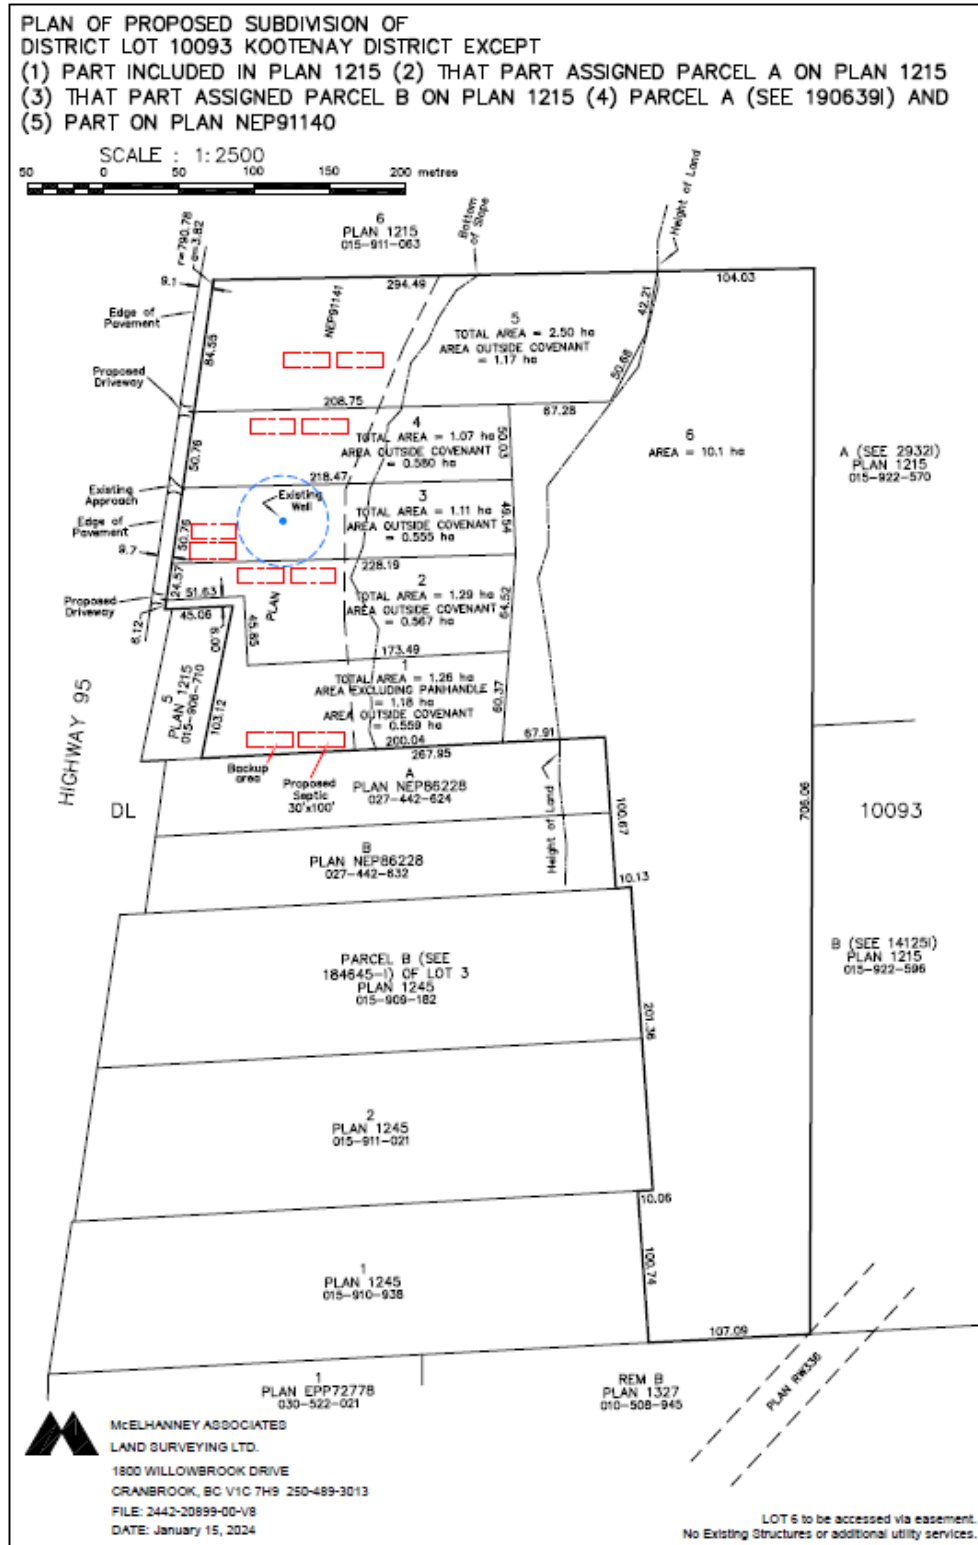 PLAN OF PROPOSED SUBDIVISION OF
DISTRICT LOT 10093 KOOTENAY DISTRICT EXCEPT
(1) PART INCLUDED IN PLAN 1215 (2) THAT PART ASSIGNED PARCEL A ON PLAN 1215
(3) THAT PART ASSIGNED PARCEL B ON PLAN 1215 (4) PARCEL A (SEE 190639I) AND
(5) PART ON PLAN NEP91140
SCALE : 1:2500
50 0 50 100 150 200 metres
6
PLAN 1215
015-911-063
r=790.78
a=3.82
Bottom
of Slope
Height of Land
9.1
294.49
104.03
Edge of
Pavement
NEP91141
42.21
5
TOTAL AREA = 2.50 ha
AREA OUTSIDE COVENANT
= 1.17 ha
84.55
50.68
Proposed
Driveway
208.75
87.28
4
TOTAL AREA = 1.07 ha
AREA OUTSIDE COVENANT
= 0.580 ha
50.03
50.76
6
AREA = 10.1 ha
A (SEE 2932I)
PLAN 1215
015-922-570
218.47
Existing
Approach
Existing
Well
3
TOTAL AREA = 1.11 ha
AREA OUTSIDE COVENANT
= 0.555 ha
49.54
Edge of
Pavement
50.76
9.7
228.19
24.57
2
TOTAL AREA = 1.29 ha
AREA OUTSIDE COVENANT
= 0.567 ha
64.52
51.63
Proposed
Driveway
45.06
6.12
6.00
45.65
PLAN
173.49
1
TOTAL AREA = 1.26 ha
AREA EXCLUDING PANHANDLE
= 1.18 ha
AREA OUTSIDE COVENANT
= 0.559 ha
60.37
5
PLAN 1215
015-906-710
103.12
200.04
67.91
267.95
HIGHWAY 95
Backup
area
Proposed
Septic
30'x100'
A
PLAN NEP86228
027-442-624
Height of Land
100.67
706.06
DL
10093
B
PLAN NEP86228
027-442-632
10.13
PARCEL B (SEE
184645-I) OF LOT 3
PLAN 1245
015-909-182
B (SEE 14125I)
PLAN 1215
015-922-596
201.36
2
PLAN 1245
015-911-021
10.06
1
PLAN 1245
015-910-938
100.74
107.09
PLAN RW336
1
PLAN EPP72778
030-522-021
REM B
PLAN 1327
010-508-945
McELHANNEY ASSOCIATES
LAND SURVEYING LTD.
1800 WILLOWBROOK DRIVE
CRANBROOK, BC V1C 7H9 250-489-3013
FILE: 2442-20899-00-V8
DATE: January 15, 2024
LOT 6 to be accessed via easement.
No Existing Structures or additional utility services.